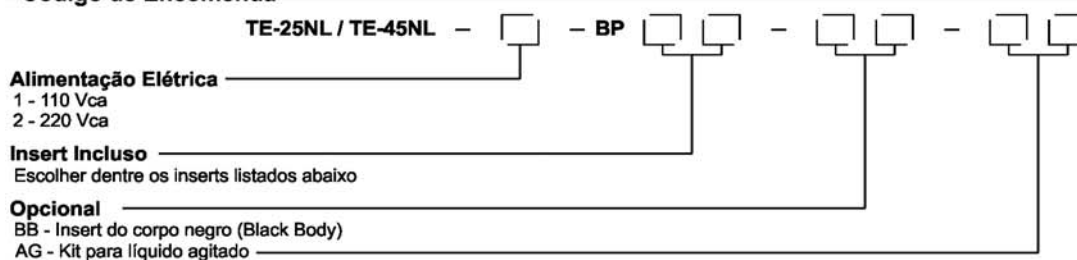 Código de Encomenda
TE-25NL / TE-45NL – – BP – –
Alimentação Elétrica
1 - 110 Vca
2 - 220 Vca
Insert Incluso
Escolher dentre os inserts listados abaixo
Opcional
BB - Insert do corpo negro (Black Body)
AG - Kit para líquido agitado